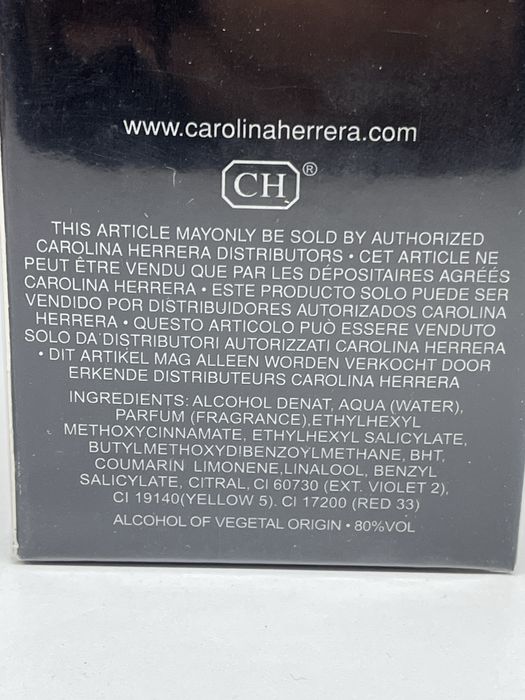 www.carolinaherrera.com
CH®
THIS ARTICLE MAYONLY BE SOLD BY AUTHORIZED
CAROLINA HERRERA DISTRIBUTORS • CET ARTICLE NE
PEUT ÊTRE VENDU QUE PAR LES DÉPOSITAIRES AGRÉÉS
CAROLINA HERRERA • ESTE PRODUCTO SOLO PUEDE SER
VENDIDO POR DISTRIBUIDORES AUTORIZADOS CAROLINA
HERRERA • QUESTO ARTICOLO PUÒ ESSERE VENDUTO
SOLO DA DISTRIBUTORI AUTORIZZATI CAROLINA HERRERA
• DIT ARTIKEL MAG ALLEEN WORDEN VERKOCHT DOOR
ERKENDE DISTRIBUTEURS CAROLINA HERRERA
INGREDIENTS: ALCOHOL DENAT, AQUA (WATER),
PARFUM (FRAGRANCE),ETHYLHEXYL
METHOXYCINNAMATE, ETHYLHEXYL SALICYLATE,
BUTYLMETHOXYDIBENZOYLMETHANE, BHT,
COUMARIN LIMONENE,LINALOOL, BENZYL
SALICYLATE, CITRAL, CI 60730 (EXT. VIOLET 2),
CI 19140(YELLOW 5). CI 17200 (RED 33)
ALCOHOL OF VEGETAL ORIGIN • 80%VOL